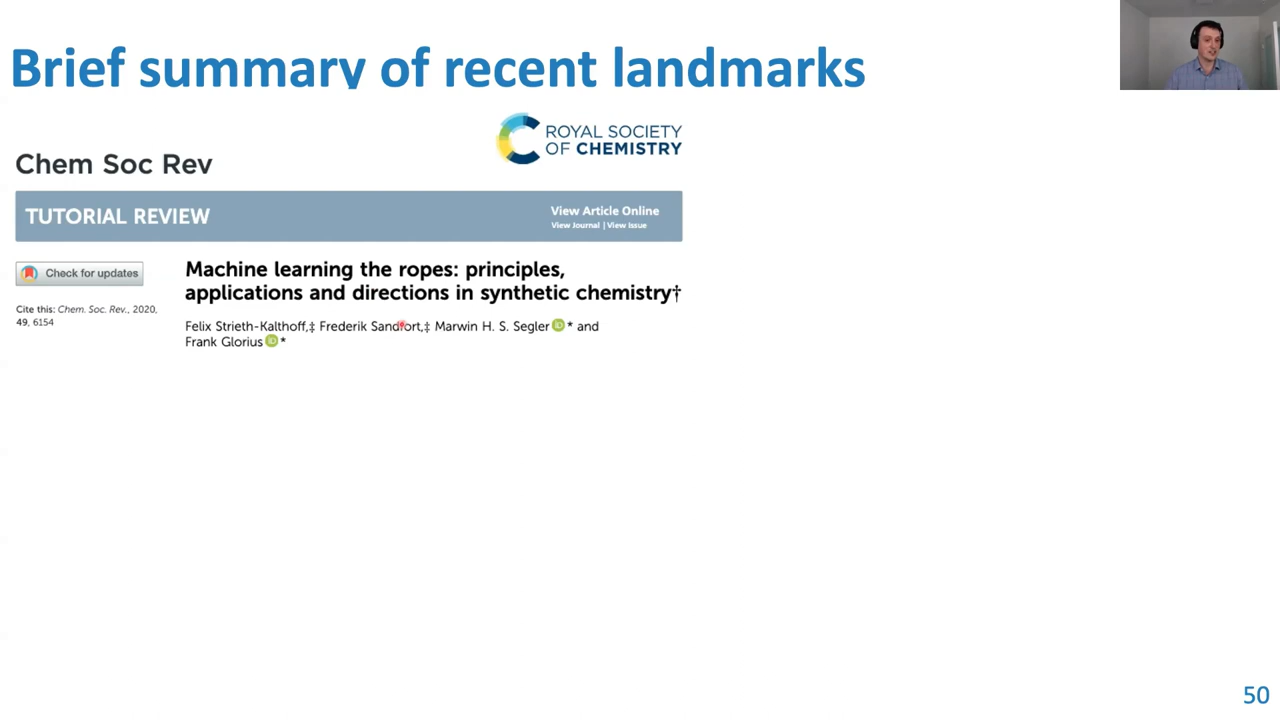 Brief summary of recent landmarks
ROYAL SOCIETY
OF CHEMISTRY
Chem Soc Rev
TUTORIAL REVIEW
View Article Online
View Journal | View Issue
Check for updates
Machine learning the ropes: principles,
applications and directions in synthetic chemistry†
Cite this: Chem. Soc. Rev., 2020,
49, 6154
Felix Strieth-Kalthoff,‡ Frederik Sandfort,‡ Marwin H. S. Segler iD * and
Frank Glorius iD *
50